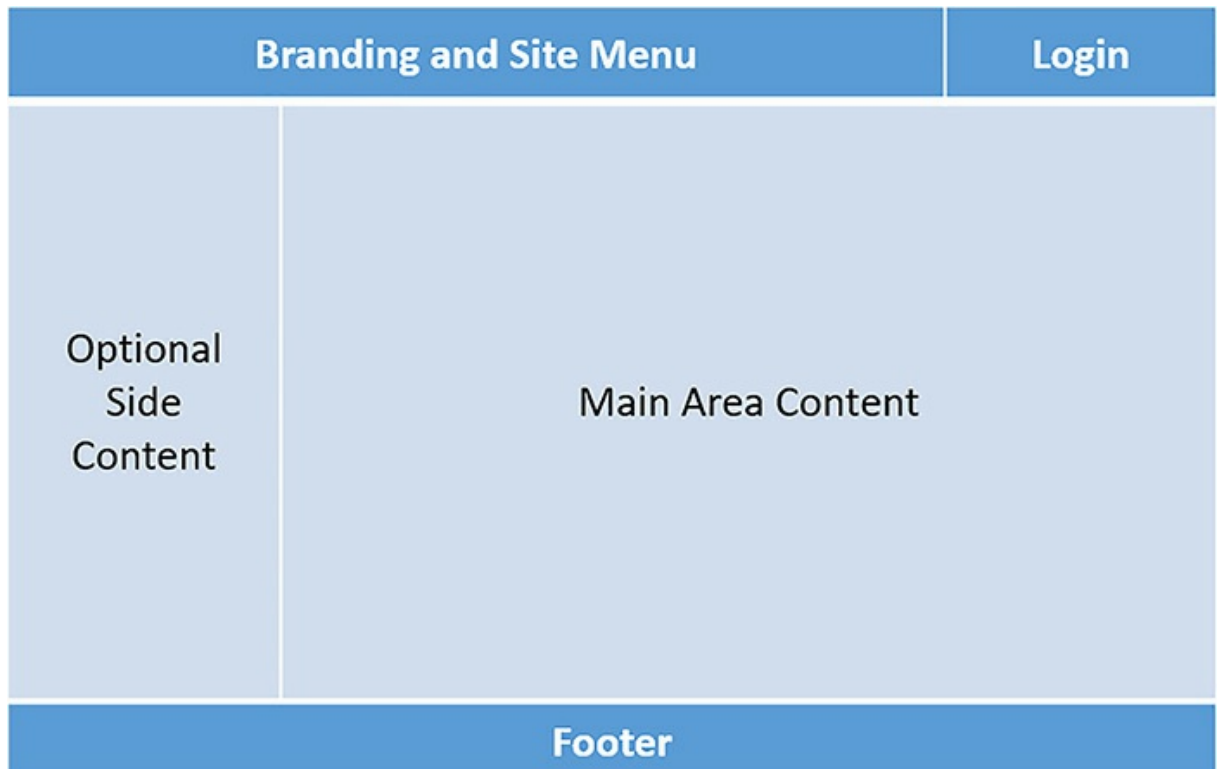 Branding and Site Menu
Login
Optional
Side
Content
Main Area Content
Footer